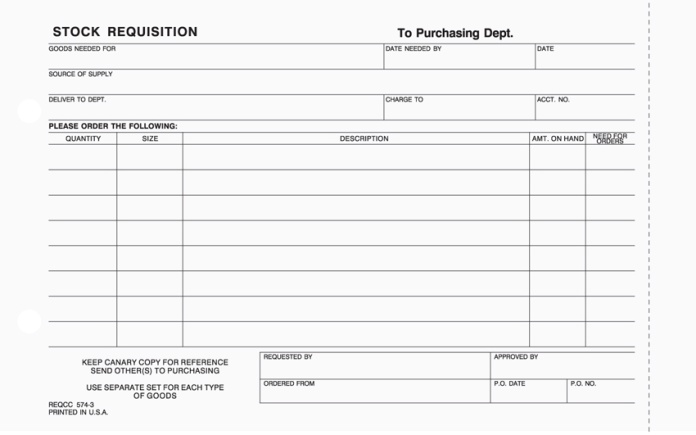 STOCK REQUISITION To Purchasing Dept.
GOODS NEEDED FOR DATE NEEDED BY DATE
SOURCE OF SUPPLY
DELIVER TO DEPT. CHARGE TO ACCT. NO.
PLEASE ORDER THE FOLLOWING:
QUANTITY SIZE DESCRIPTION AMT. ON HAND NEED FOR
ORDERS
KEEP CANARY COPY FOR REFERENCE
SEND OTHER(S) TO PURCHASING
USE SEPARATE SET FOR EACH TYPE
OF GOODS
REQUESTED BY APPROVED BY
ORDERED FROM P.O. DATE P.O. NO.
REQCC 574-3
PRINTED IN U.S.A.